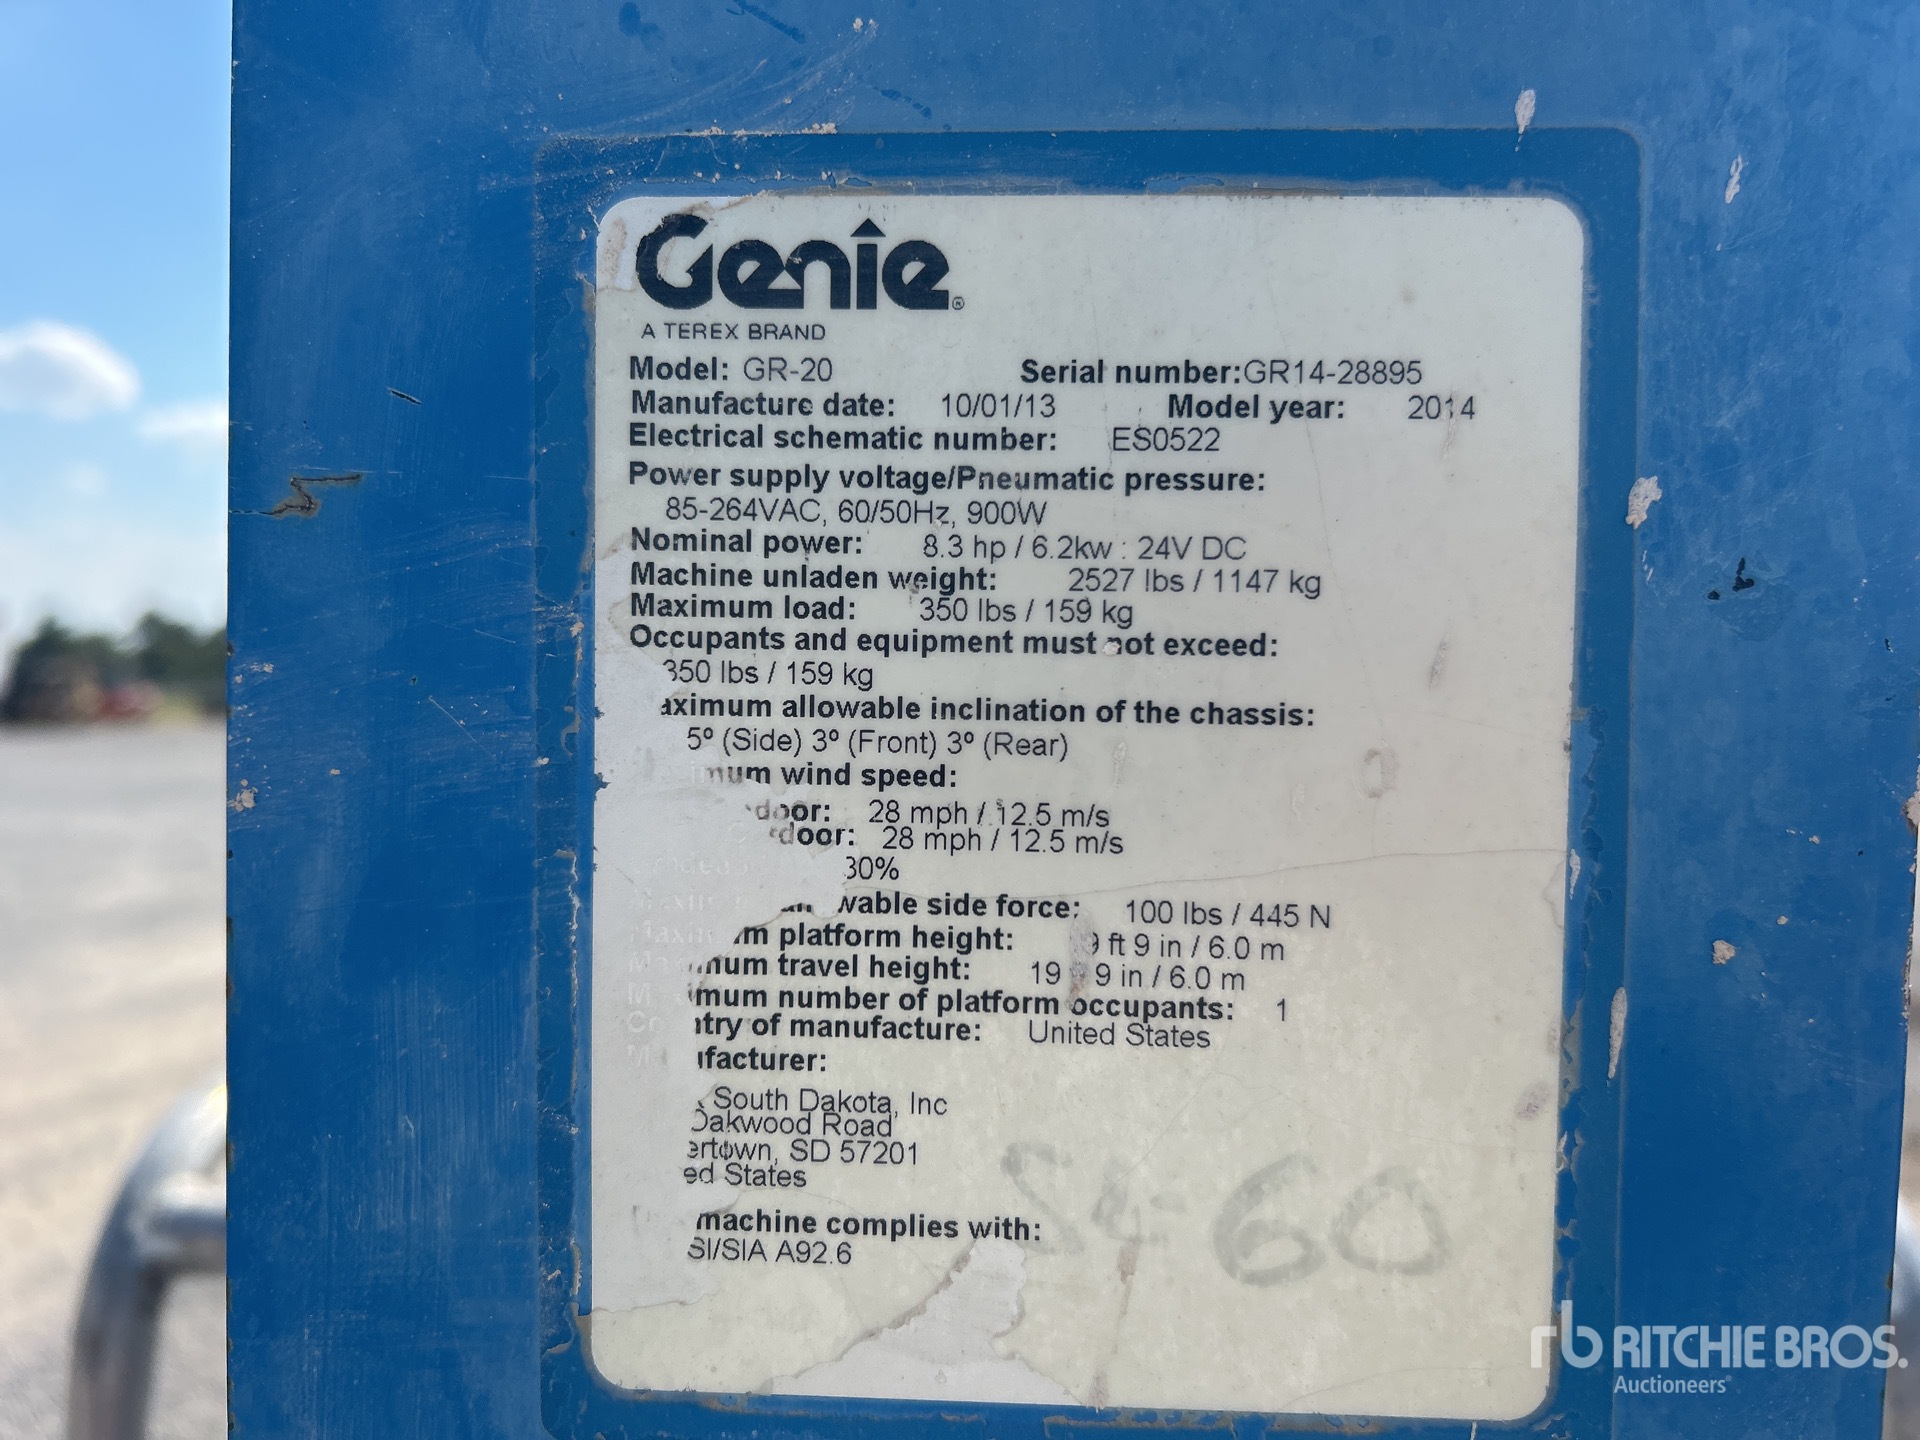 Genie®
A TEREX BRAND
Model: GR-20 Serial number:GR14-28895
Manufacture date: 10/01/13 Model year: 2014
Electrical schematic number: ES0522
Power supply voltage/Pneumatic pressure:
85-264VAC, 60/50Hz, 900W
Nominal power: 8.3 hp / 6.2kw : 24V DC
Machine unladen weight: 2527 lbs / 1147 kg
Maximum load: 350 lbs / 159 kg
Occupants and equipment must not exceed:
350 lbs / 159 kg
aximum allowable inclination of the chassis:
5º (Side) 3º (Front) 3º (Rear)
mum wind speed:
door: 28 mph / 12.5 m/s
door: 28 mph / 12.5 m/s
30%
wable side force: 100 lbs / 445 N
m platform height: 9 ft 9 in / 6.0 m
mum travel height: 19 9 in / 6.0 m
mum number of platform occupants: 1
ntry of manufacture: United States
ufacturer:
South Dakota, Inc
Oakwood Road
ertown, SD 57201
ed States
machine complies with:
SI/SIA A92.6
rb RITCHIE BROS.
Auctioneers